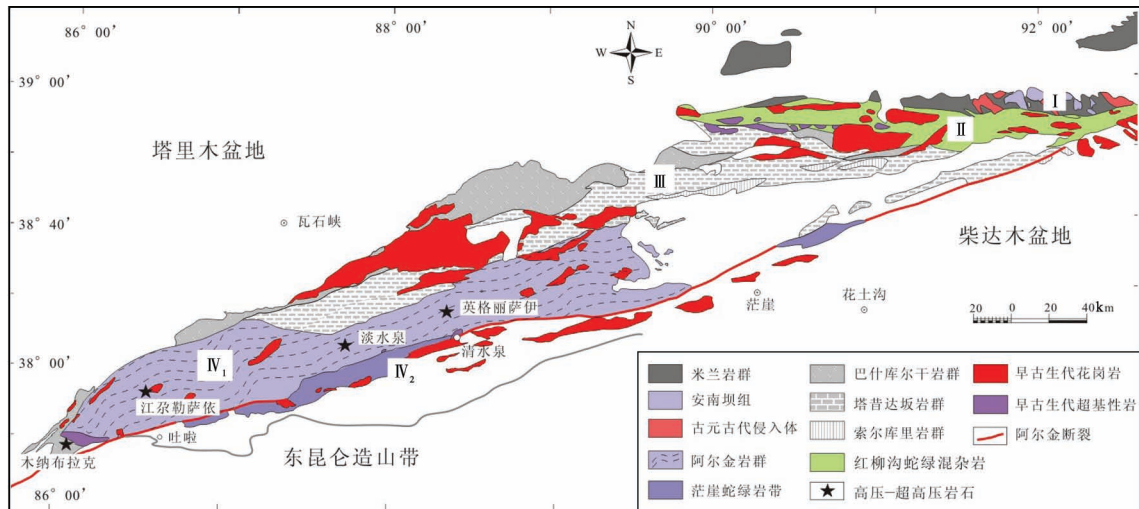 86° 00′
88° 00′
90° 00′
92° 00′
N
W E
S
39° 00′
I
II
塔里木盆地
III
瓦石峡
38° 40′
柴达木盆地
英格丽萨伊
茫崖
花土沟
20 0 20 40km
淡水泉
清水泉
38° 00′
IV₁
IV₂
江尕勒萨依
吐啦
木纳布拉克
东昆仑造山带
86° 00′
米兰岩群
巴什库尔干岩群
早古生代花岗岩
安南坝组
塔昔达坂岩群
早古生代超基性岩
古元古代侵入体
索尔库里岩群
阿尔金断裂
阿尔金岩群
红柳沟蛇绿混杂岩
茫崖蛇绿岩带
高压-超高压岩石